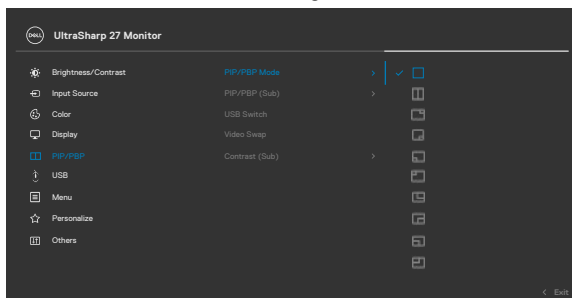 DELL UltraSharp 27 Monitor
Brightness/Contrast PIP/PBP Mode
Input Source PIP/PBP (Sub)
Color USB Switch
Display Video Swap
PIP/PBP Contrast (Sub)
USB
Menu
Personalize
Others
Exit